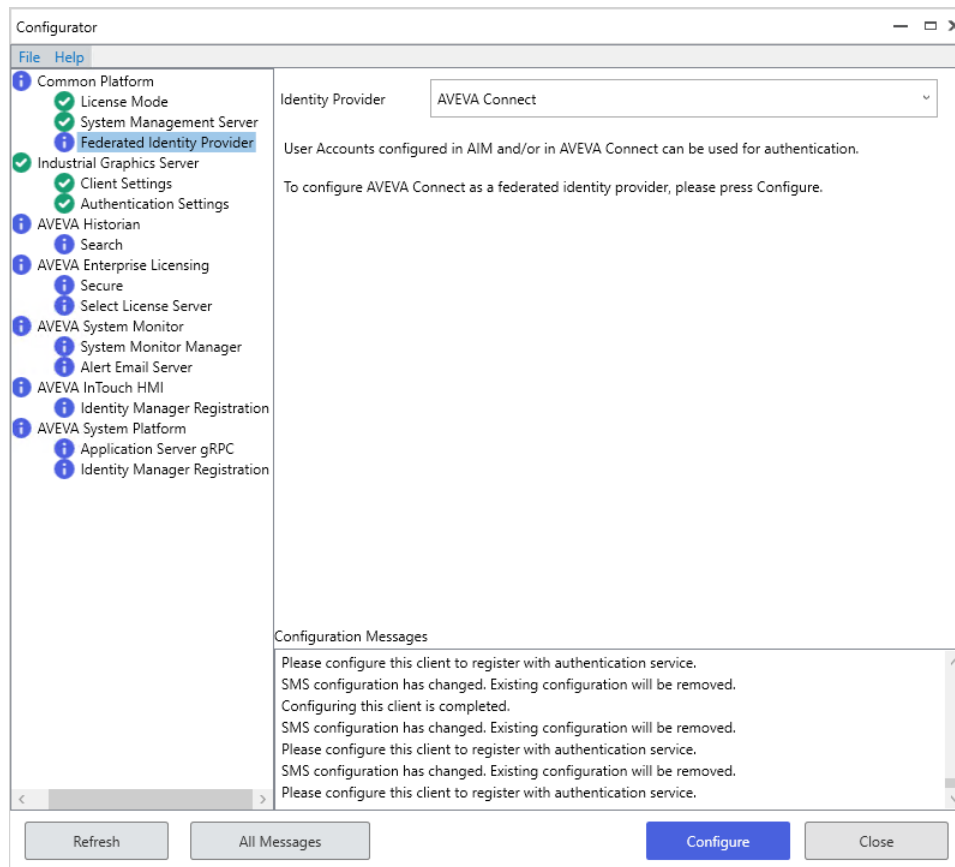 Configurator
File Help
Common Platform
License Mode
System Management Server
Federated Identity Provider
Industrial Graphics Server
Client Settings
Authentication Settings
AVEVA Historian
Search
AVEVA Enterprise Licensing
Secure
Select License Server
AVEVA System Monitor
System Monitor Manager
Alert Email Server
AVEVA InTouch HMI
Identity Manager Registration
AVEVA System Platform
Application Server gRPC
Identity Manager Registration
Identity Provider AVEVA Connect
User Accounts configured in AIM and/or in AVEVA Connect can be used for authentication.
To configure AVEVA Connect as a federated identity provider, please press Configure.
Configuration Messages
Please configure this client to register with authentication service.
SMS configuration has changed. Existing configuration will be removed.
Configuring this client is completed.
SMS configuration has changed. Existing configuration will be removed.
Please configure this client to register with authentication service.
SMS configuration has changed. Existing configuration will be removed.
Please configure this client to register with authentication service.
Refresh All Messages Configure Close